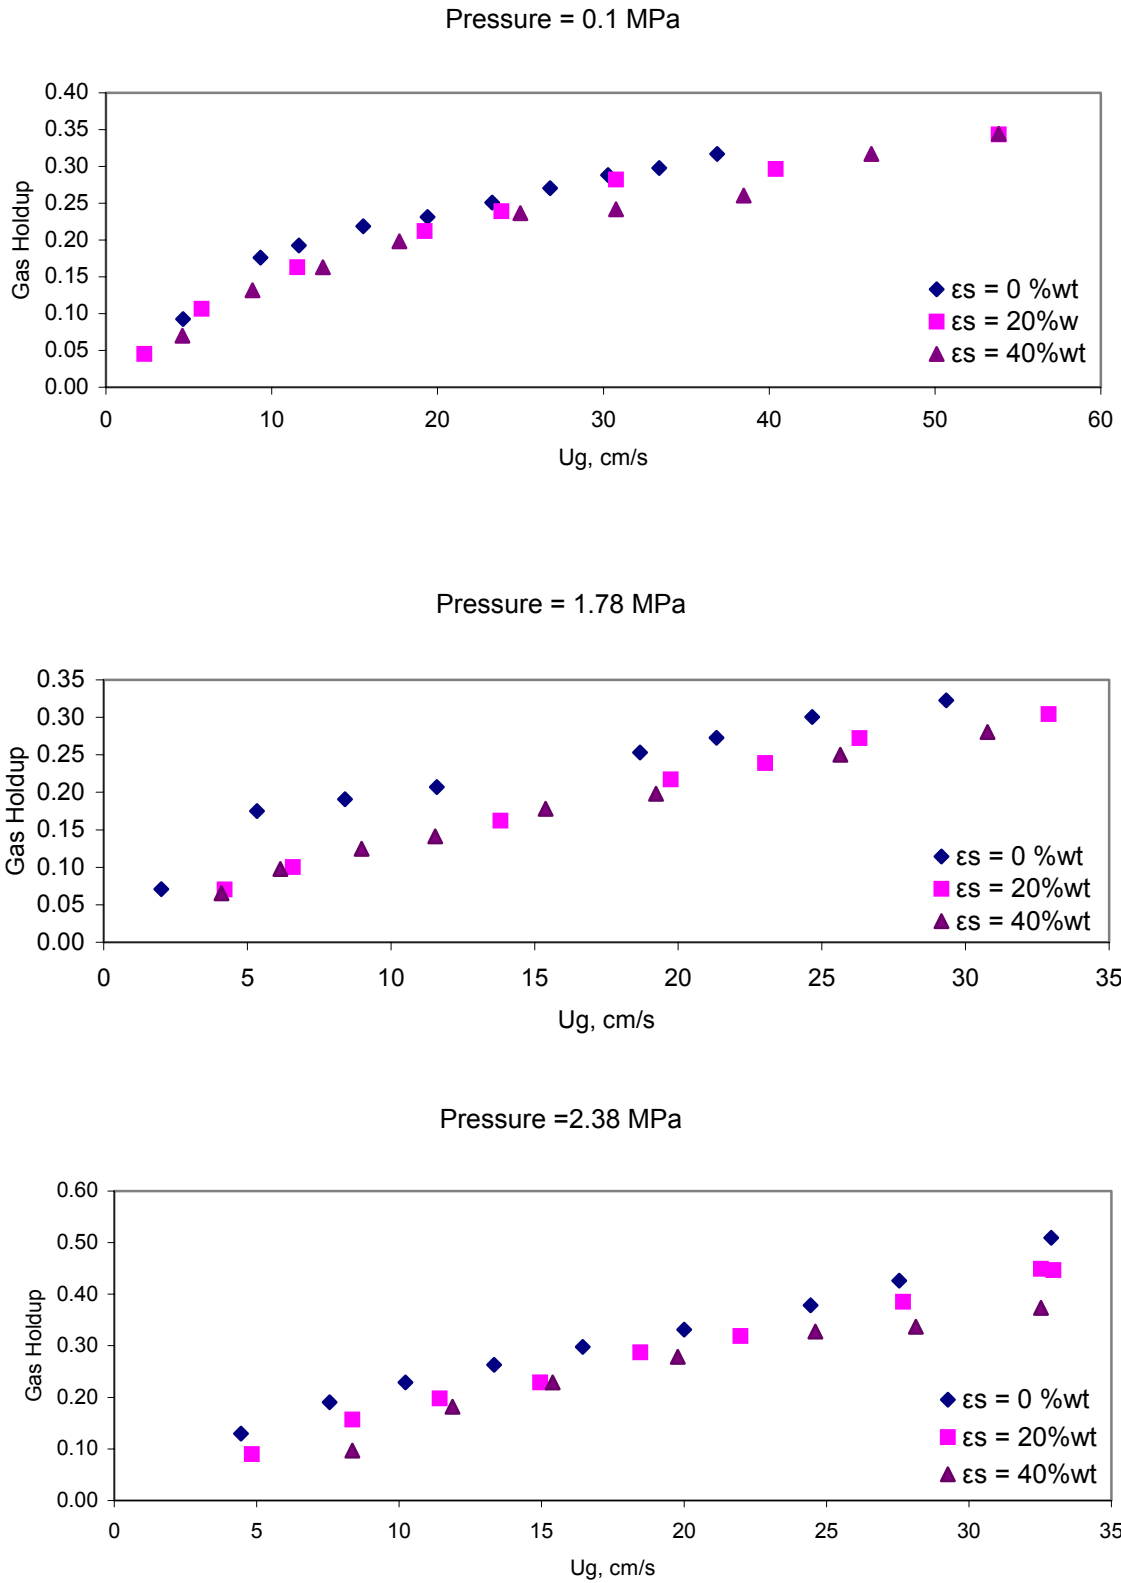 Pressure = 0.1 MPa
0.40
0.35
0.30
0.25
0.20
0.15
0.10
0.05
0.00
Gas Holdup
εs = 0 %wt
εs = 20%w
εs = 40%wt
0 10 20 30 40 50 60
Ug, cm/s
Pressure = 1.78 MPa
0.35
0.30
0.25
0.20
0.15
0.10
0.05
0.00
Gas Holdup
εs = 0 %wt
εs = 20%wt
εs = 40%wt
0 5 10 15 20 25 30 35
Ug, cm/s
Pressure =2.38 MPa
0.60
0.50
0.40
0.30
0.20
0.10
0.00
Gas Holdup
εs = 0 %wt
εs = 20%wt
εs = 40%wt
0 5 10 15 20 25 30 35
Ug, cm/s